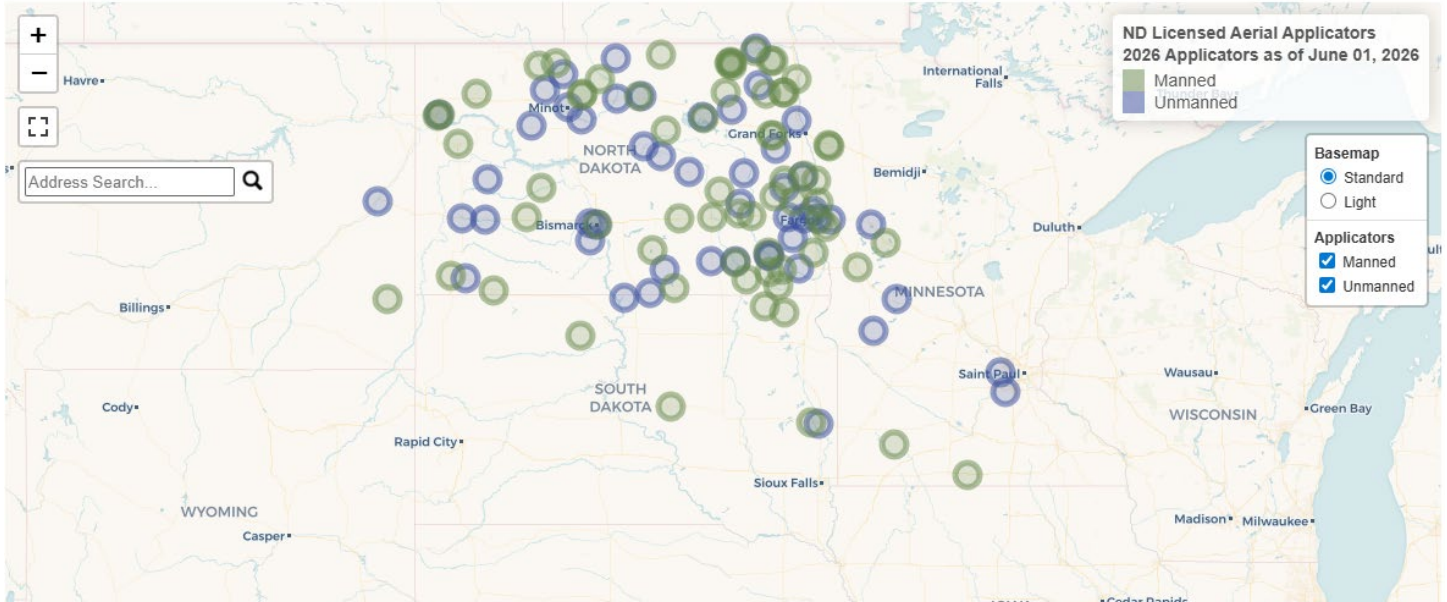 +
−
Address Search...
ND Licensed Aerial Applicators
2026 Applicators as of June 01, 2026
Manned
Unmanned
Basemap
Standard
Light
Applicators
Manned
Unmanned
Havre
International
Falls
Thunder Bay
Minot
Grand Forks
NORTH
DAKOTA
Bemidji
Bismarck
Fargo
Duluth
Billings
MINNESOTA
Saint Paul
Wausau
Cody
SOUTH
DAKOTA
WISCONSIN
Green Bay
Rapid City
Sioux Falls
WYOMING
Casper
Madison
Milwaukee
Cedar Rapids